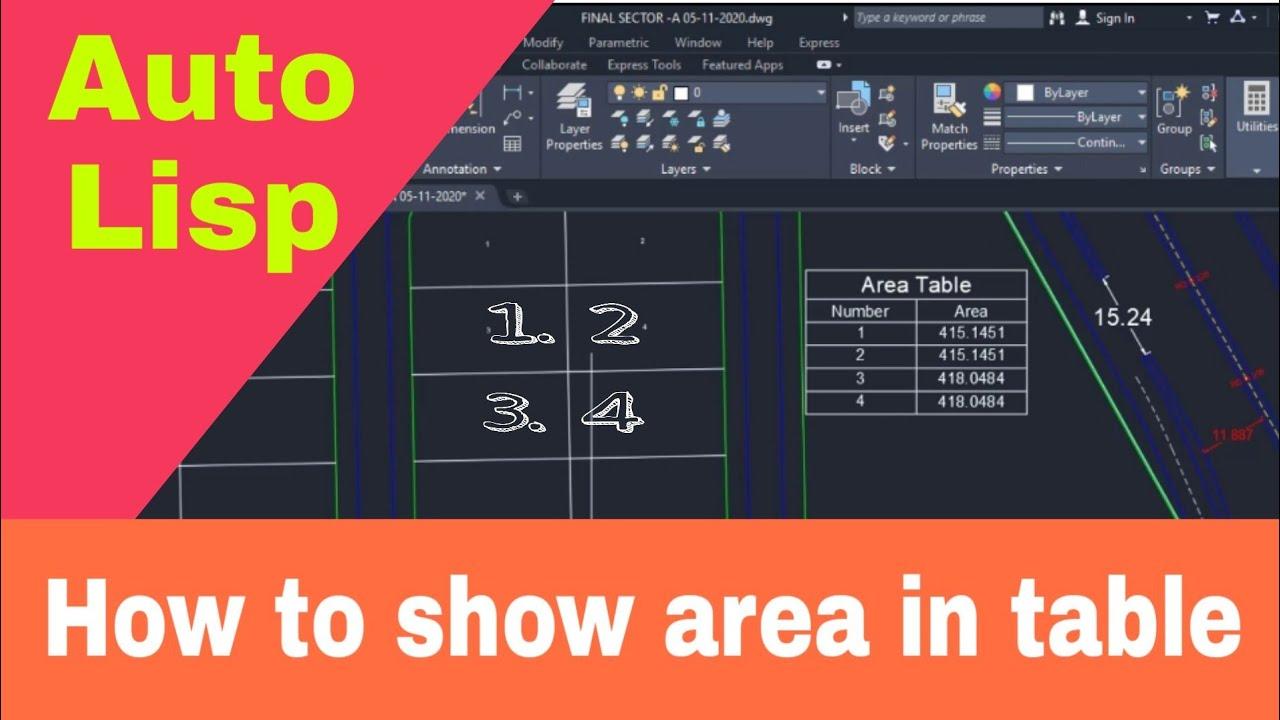 Auto
Lisp
FINAL SECTOR -A 05-11-2020.dwg
Type a keyword or phrase
Sign In
Modify Parametric Window Help Express
Collaborate Express Tools Featured Apps
0
ByLayer
ByLayer
Contin...
mension
Layer
Properties
Insert
Match
Properties
Group
Utilities
Annotation
Layers
Block
Properties
Groups
05-11-2020*
1 2
3 4
1. 2
3. 4
Area Table
Number Area
1 415.1451
2 415.1451
3 418.0484
4 418.0484
15.24
11 887
How to show area in table